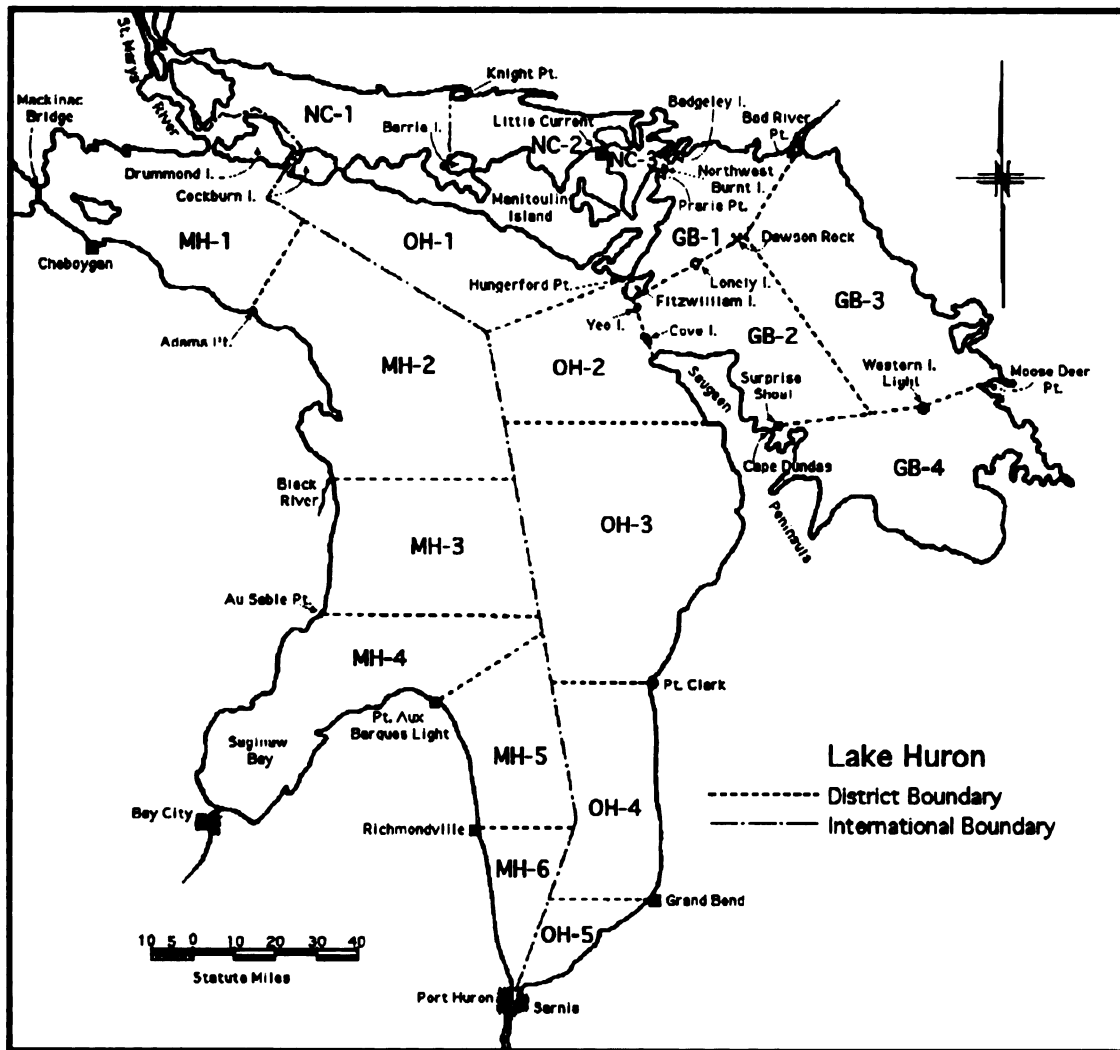 St. Marys
River
Mackinac
Bridge
Knight Pt.
NC-1
Barrie I.
Little Current
NC-2
Badgeley I.
Bad River
Pt.
NC-3
Northwest
Burnt I.
Prarie Pt.
Drummond I.
Cockburn I.
Manitoulin
Island
MH-1
OH-1
GB-1
Dawson Rock
Cheboygan
Hungerford Pt.
Lonely I.
Fitzwilliam I.
GB-3
Adams Pt.
Yeo I.
Cove I.
GB-2
MH-2
OH-2
Western I.
Light
Moose Deer
Pt.
Saugeen
Surprise
Shoal
Cape Dundas
GB-4
Black
River
Peninsula
OH-3
MH-3
Au Sable Pt.
MH-4
Pt. Clark
Pt. Aux
Barques Light
Saginaw
Bay
MH-5
Lake Huron
District Boundary
International Boundary
OH-4
Bay City
Richmondville
MH-6
Grand Bend
OH-5
10 5 0 10 20 30 40
Statute Miles
Port Huron
Sarnia